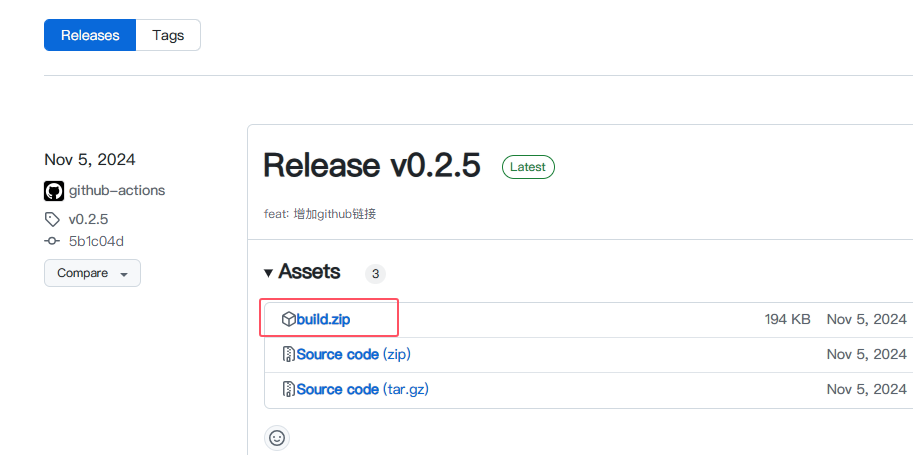 Releases Tags
Nov 5, 2024
github-actions
v0.2.5
5b1c04d
Compare
Release v0.2.5 Latest
feat: 增加github链接
Assets 3
build.zip 194 KB Nov 5, 2024
Source code (zip) Nov 5, 2024
Source code (tar.gz) Nov 5, 2024